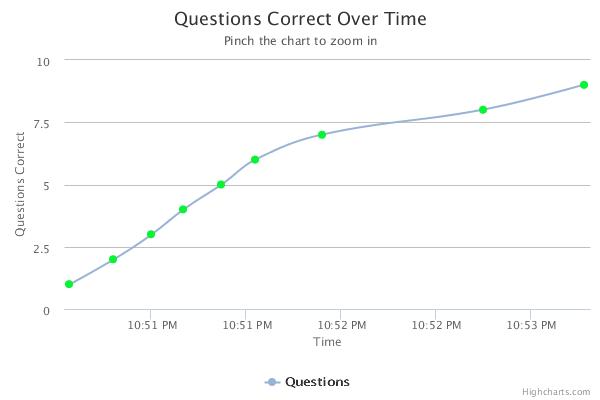 Questions Correct Over Time
Pinch the chart to zoom in
Questions Correct
10
7.5
5
2.5
0
10:51 PM 10:51 PM 10:52 PM 10:52 PM 10:53 PM
Time
Questions
Highcharts.com